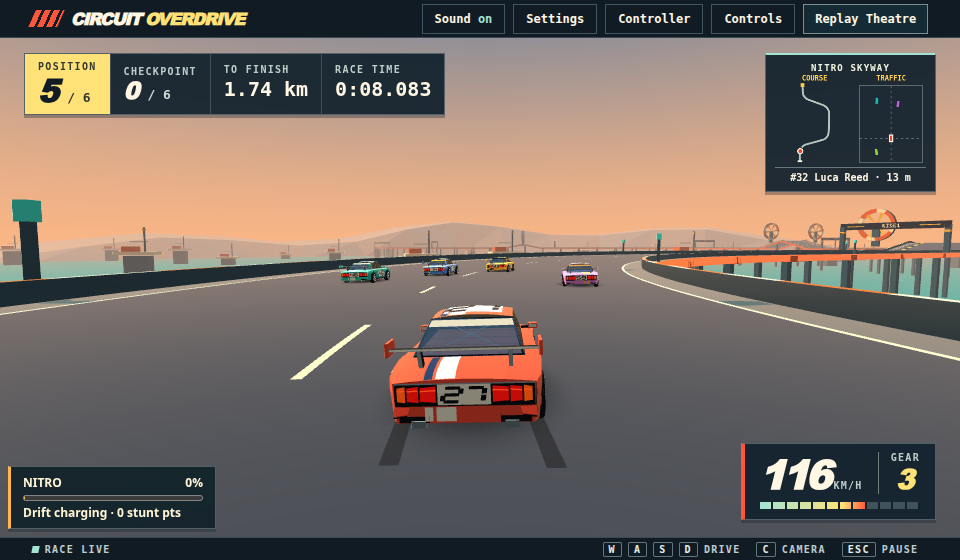 CIRCUIT OVERDRIVE
Sound on
Settings
Controller
Controls
Replay Theatre
POSITION
5 / 6
CHECKPOINT
0 / 6
TO FINISH
1.74 km
RACE TIME
0:08.083
NITRO SKYWAY
COURSE
TRAFFIC
#32 Luca Reed · 13 m
27
NITRO
0%
Drift charging · 0 stunt pts
116 KM/H
GEAR
3
RACE LIVE
W A S D DRIVE
C CAMERA
ESC PAUSE